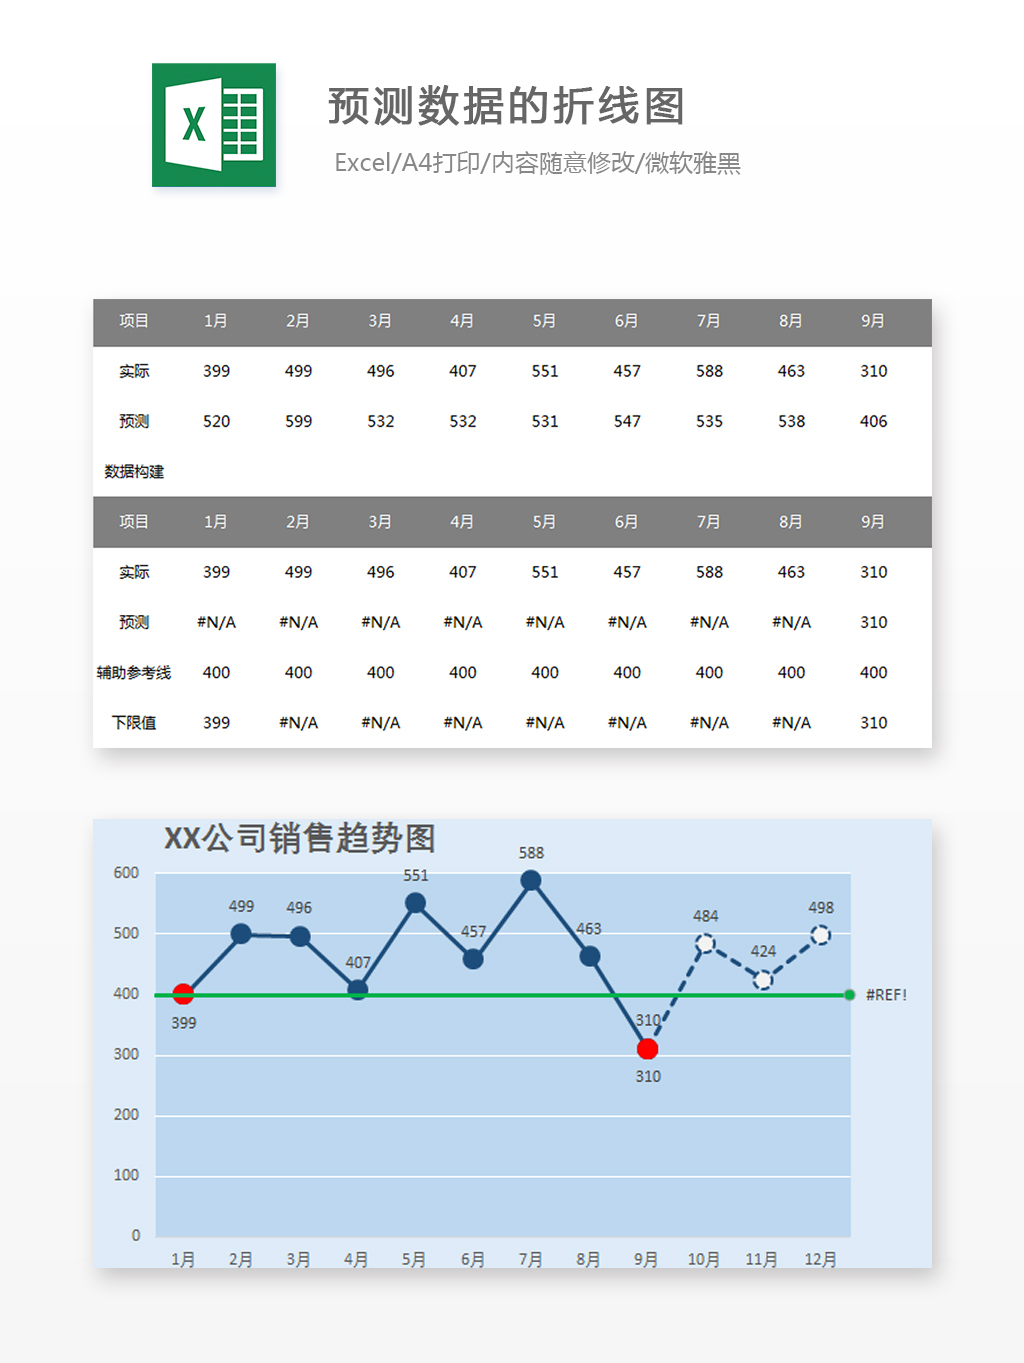 X
预测数据的折线图
Excel/A4打印/内容随意修改/微软雅黑
项目 1月 2月 3月 4月 5月 6月 7月 8月 9月
实际 399 499 496 407 551 457 588 463 310
预测 520 599 532 532 531 547 535 538 406
数据构建
项目 1月 2月 3月 4月 5月 6月 7月 8月 9月
实际 399 499 496 407 551 457 588 463 310
预测 #N/A #N/A #N/A #N/A #N/A #N/A #N/A #N/A 310
辅助参考线 400 400 400 400 400 400 400 400 400
下限值 399 #N/A #N/A #N/A #N/A #N/A #N/A #N/A 310
XX公司销售趋势图
588
600
551
499 496 484 498
463
500 457
424
407
400 #REF!
399
310
300
310
200
100
0
1月 2月 3月 4月 5月 6月 7月 8月 9月 10月 11月 12月